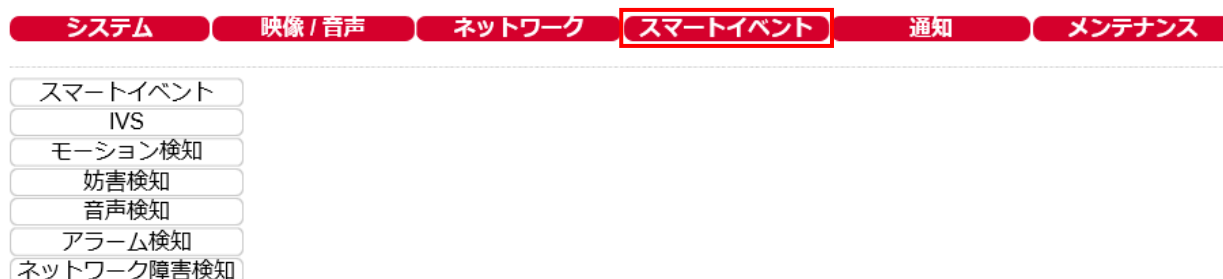 システム 映像 / 音声 ネットワーク スマートイベント 通知 メンテナンス
スマートイベント
IVS
モーション検知
妨害検知
音声検知
アラーム検知
ネットワーク障害検知